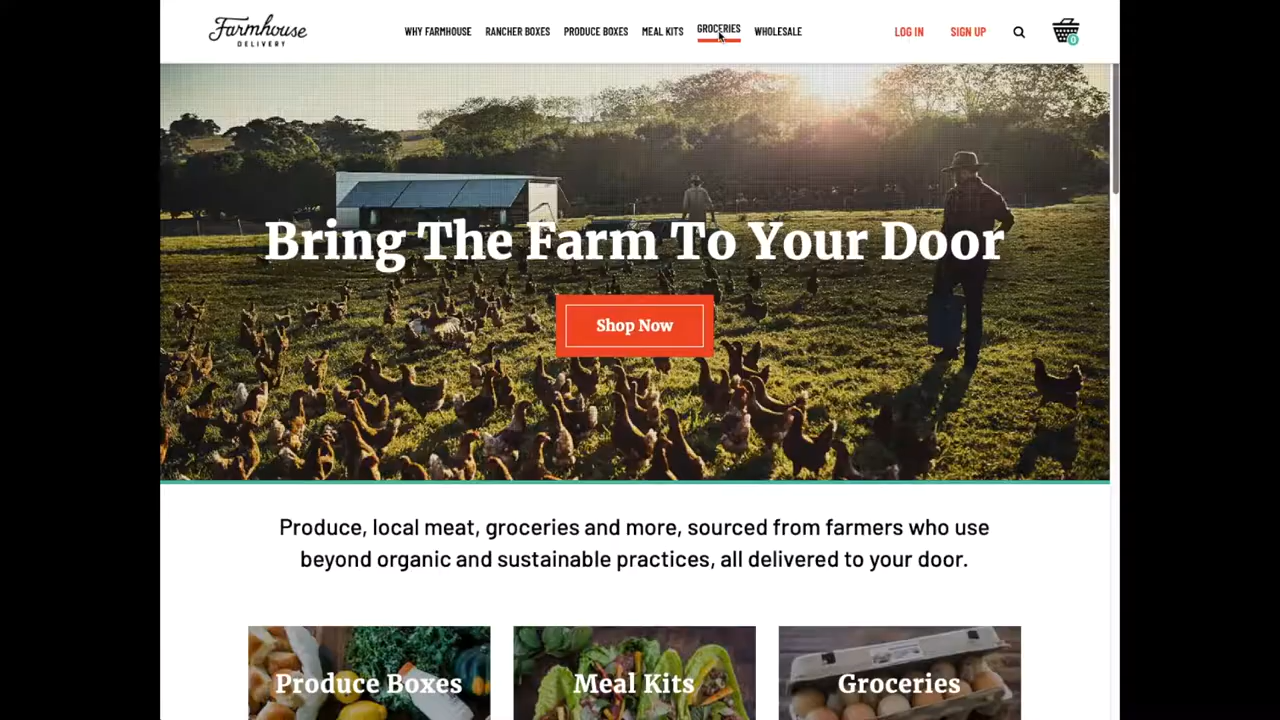 Farmhouse
DELIVERY
WHY FARMHOUSE RANCHER BOXES PRODUCE BOXES MEAL KITS GROCERIES WHOLESALE
LOG IN SIGN UP
0
Bring The Farm To Your Door
Shop Now
Produce, local meat, groceries and more, sourced from farmers who use
beyond organic and sustainable practices, all delivered to your door.
Produce Boxes
Meal Kits
Groceries